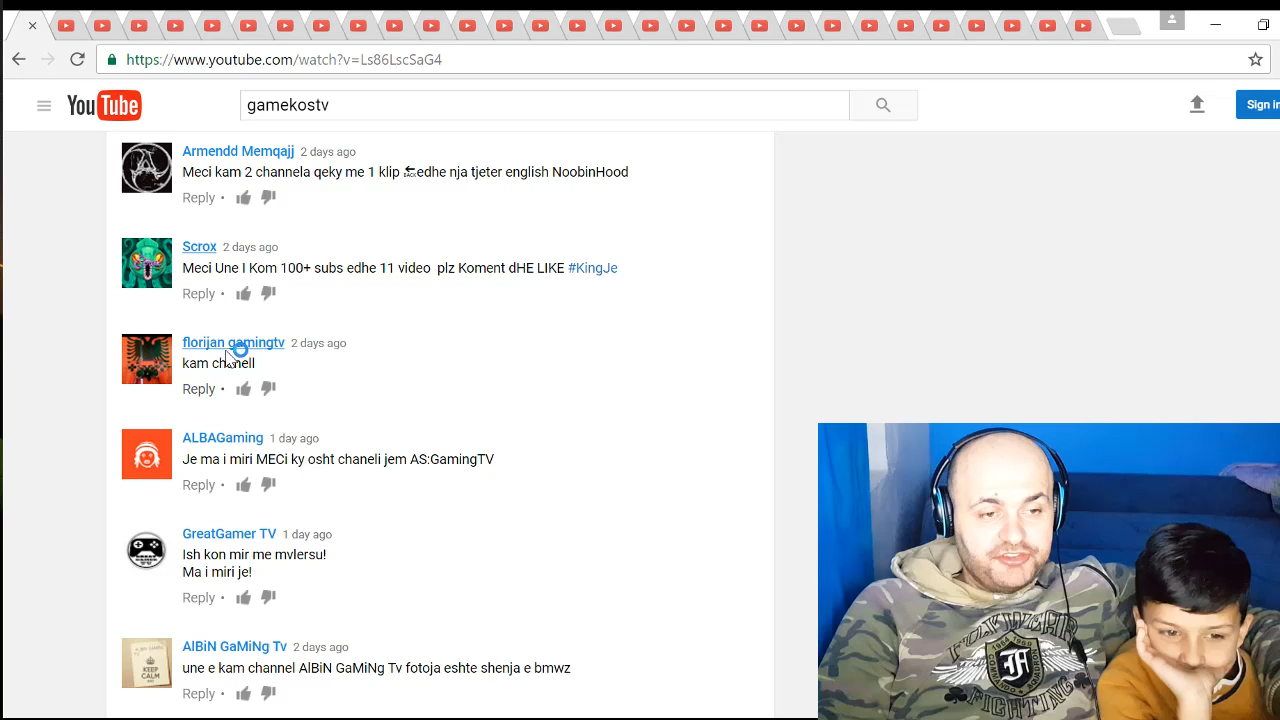 https://www.youtube.com/watch?v=Ls86LscSaG4
YouTube
gamekostv
Sign in
Armendd Memqajj 2 days ago
Meci kam 2 channela qeky me 1 klip edhe nja tjeter english NoobinHood
Reply
Scrox 2 days ago
Meci Une I Kom 100+ subs edhe 11 video plz Koment dHE LIKE #KingJe
Reply
florijan gamingtv 2 days ago
kam chanell
Reply
ALBAGaming 1 day ago
Je ma i miri MECi ky osht chaneli jem AS:GamingTV
Reply
GreatGamer TV 1 day ago
Ish kon mir me mvlersu!
Ma i miri je!
Reply
AlBiN GaMiNg Tv 2 days ago
une e kam channel AlBiN GaMiNg Tv fotoja eshte shenja e bmwz
Reply
KEEP
CALM
FIGHTING